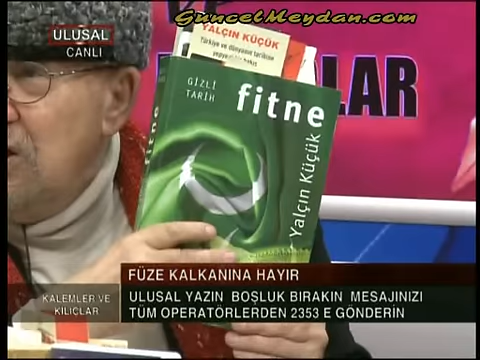 GuncelMeydan.com
ULUSAL
CANLI
YALÇIN KÜÇÜK
Türkiye ve dünyanın tarihine
LAR
GİZLİ
TARİH
fitne
Yalçın Küçük
fitne
FÜZE KALKANINA HAYIR
KALEMLER VE
KILIÇLAR
ULUSAL YAZIN BOŞLUK BIRAKIN MESAJINIZI
TÜM OPERATÖRLERDEN 2353 E GÖNDERİN